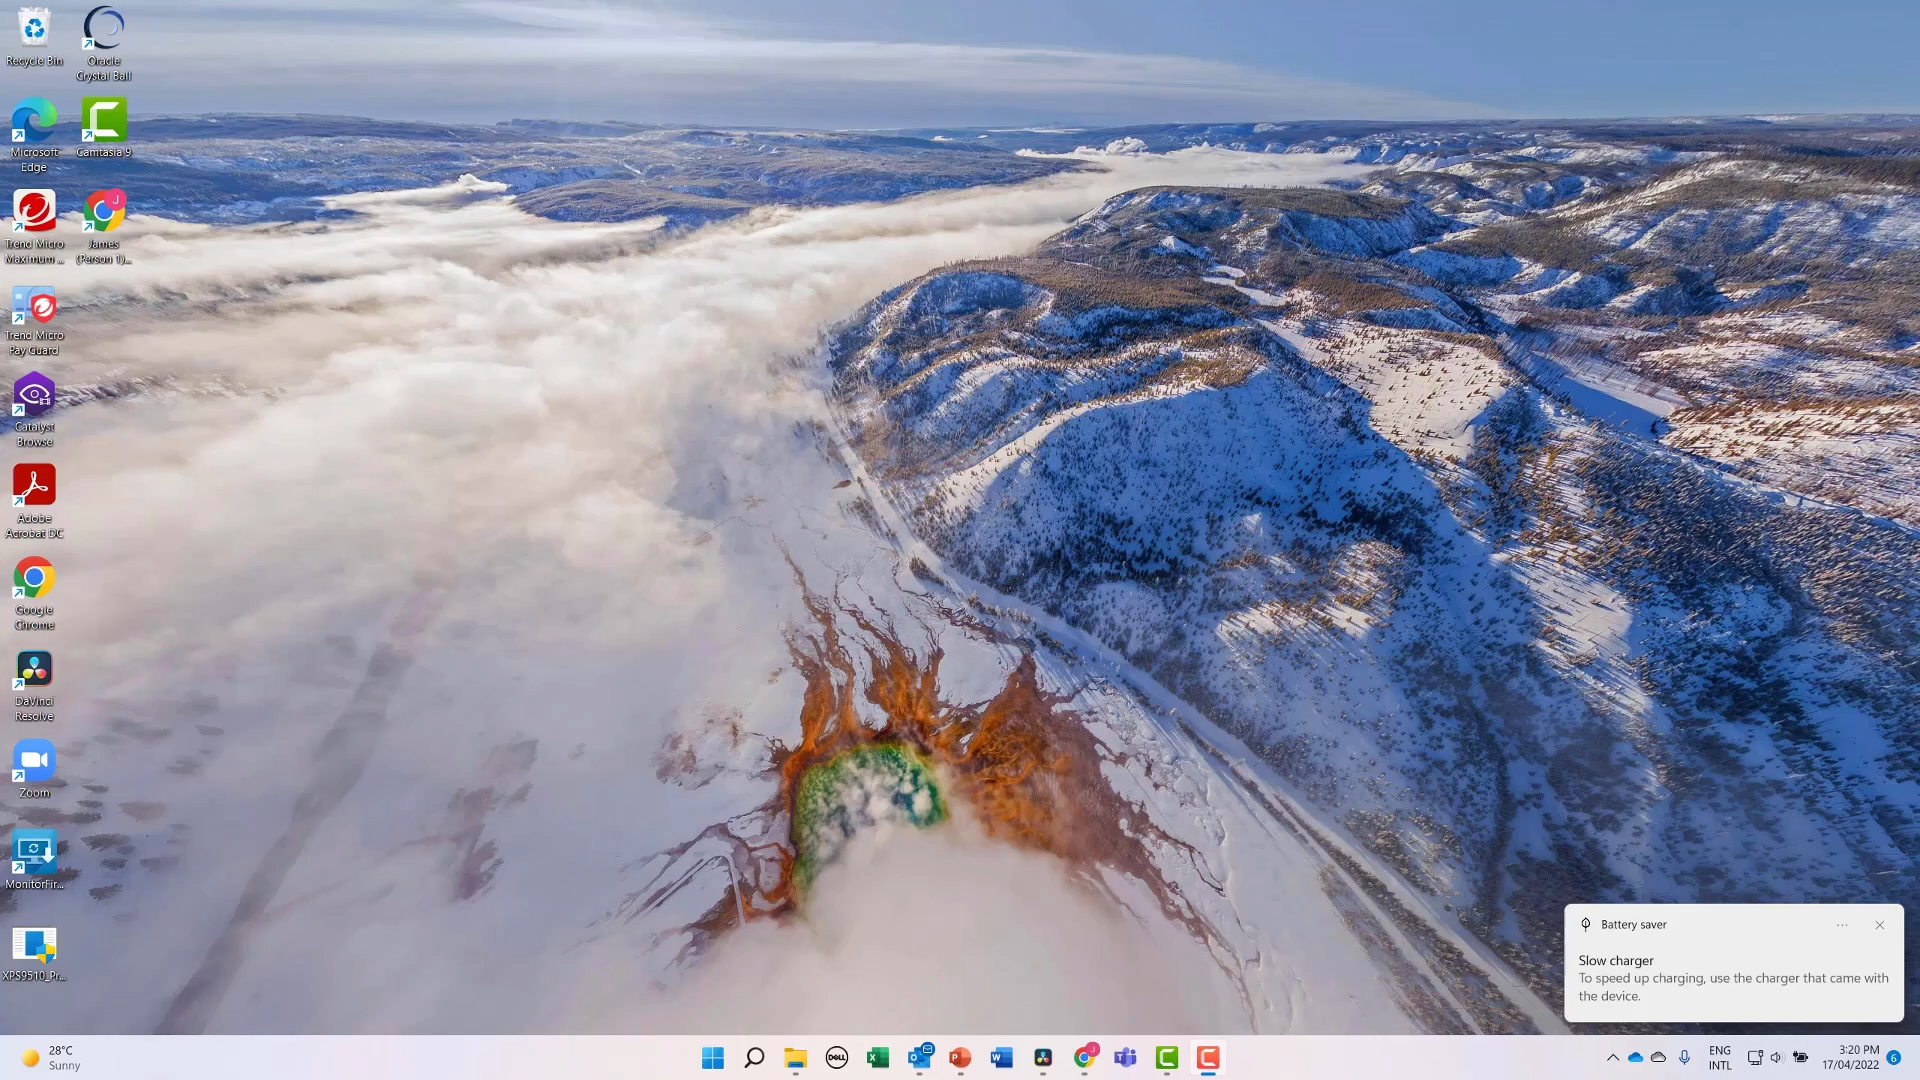 Recycle Bin
Oracle
Crystal Ball
Microsoft
Edge
Camtasia 9
Trend Micro
Maximum ...
James
(Person 1)...
Trend Micro
Pay Guard
Catalyst
Browse
Adobe
Acrobat DC
Google
Chrome
DaVinci
Resolve
Zoom
MonitorFir...
XPS9510_Pr...
Battery saver
Slow charger
To speed up charging, use the charger that came with
the device.
28°C
Sunny
DELL
ENG
INTL
3:20 PM
17/04/2022
6